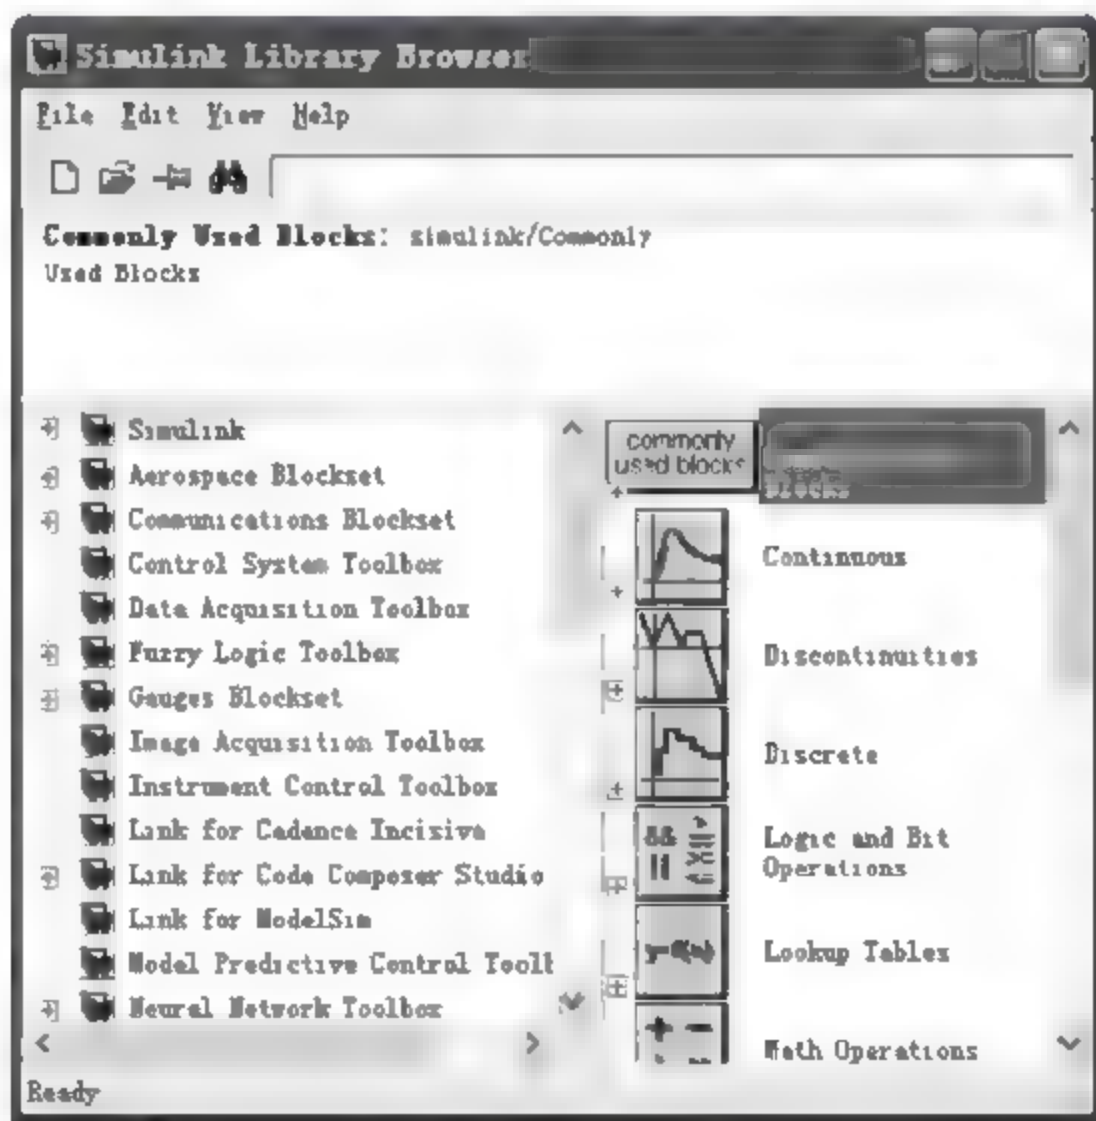 Simulink Library Browser
File Edit View Help
Commonly Used Blocks: simulink/Commonly
Used Blocks
Simulink
Aerospace Blockset
Communications Blockset
Control System Toolbox
Data Acquisition Toolbox
Fuzzy Logic Toolbox
Gauges Blockset
Image Acquisition Toolbox
Instrument Control Toolbox
Link for Cadence Incisive
Link for Code Composer Studio
Link for ModelSim
Model Predictive Control Toolb
Neural Network Toolbox
commonly
used blocks
Blocks
Continuous
Discontinuities
Discrete
Logic and Bit
Operations
Lookup Tables
Math Operations
Ready